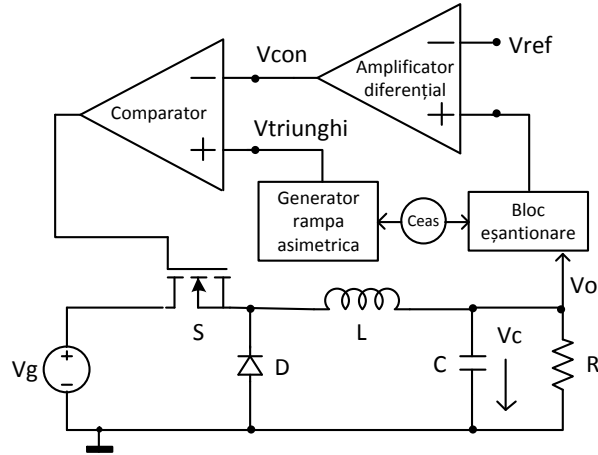 Vcon
Vref
Amplificator
diferențial
Comparator
Vtriunghi
Generator
rampa
asimetrica
Ceas
Bloc
eșantionare
Vo
S
L
Vc
Vg
D
C
R